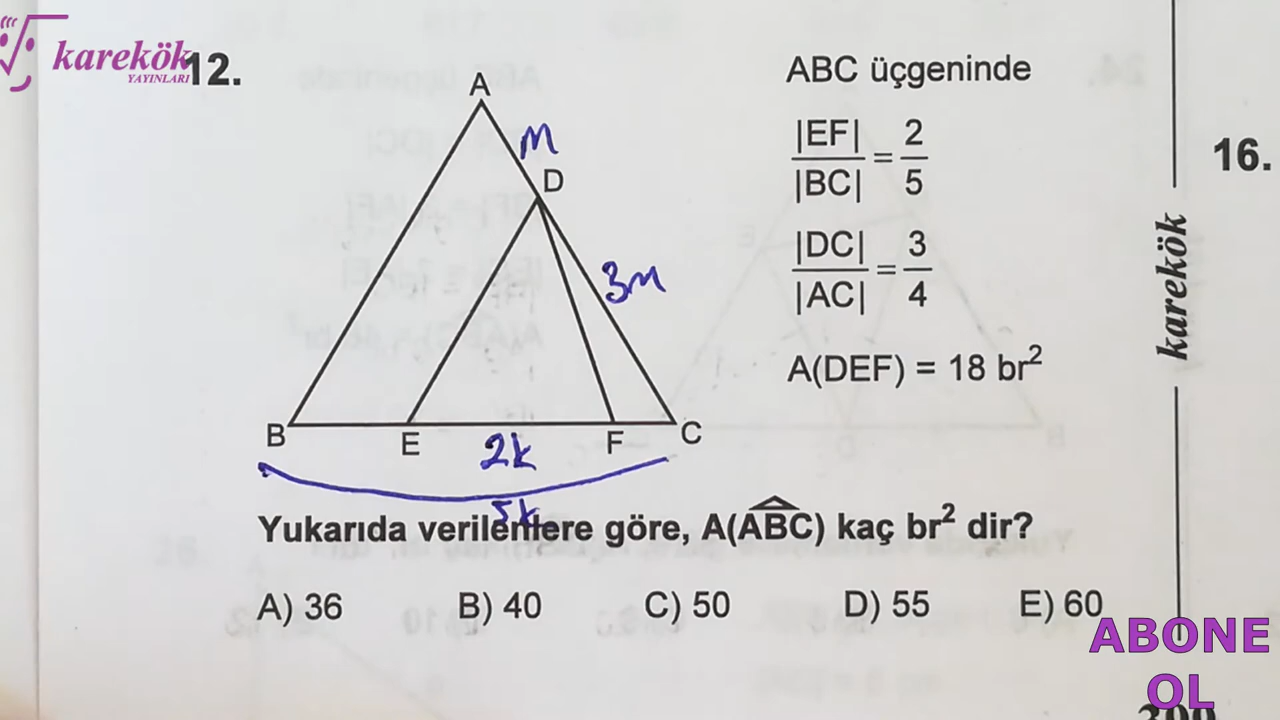 karekök
YAYINLARI
12.
A
M
D
3m
B
E
F
C
2k
5k
ABC üçgeninde
|EF| / |BC| = 2 / 5
|DC| / |AC| = 3 / 4
A(DEF) = 18 br²
Yukarıda verilenlere göre, A(ABC) kaç br² dir?
A) 36 B) 40 C) 50 D) 55 E) 60
karekök
16.
ABONE
OL